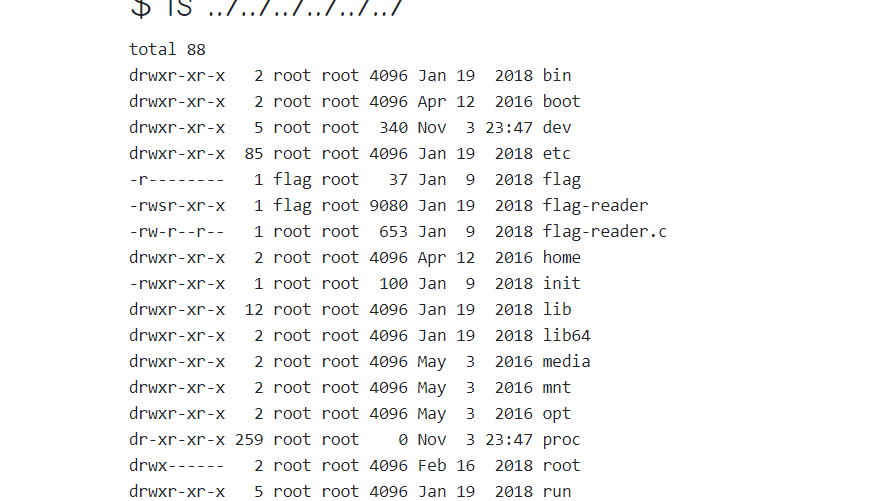 $ ls ../../../../../../
total 88
drwxr-xr-x   2 root root 4096 Jan 19  2018 bin
drwxr-xr-x   2 root root 4096 Apr 12  2016 boot
drwxr-xr-x   5 root root  340 Nov  3 23:47 dev
drwxr-xr-x  85 root root 4096 Jan 19  2018 etc
-r--------   1 flag root   37 Jan  9  2018 flag
-rwsr-xr-x   1 flag root 9080 Jan 19  2018 flag-reader
-rw-r--r--   1 root root  653 Jan  9  2018 flag-reader.c
drwxr-xr-x   2 root root 4096 Apr 12  2016 home
-rwxr-xr-x   1 root root  100 Jan  9  2018 init
drwxr-xr-x  12 root root 4096 Jan 19  2018 lib
drwxr-xr-x   2 root root 4096 Jan 19  2018 lib64
drwxr-xr-x   2 root root 4096 May  3  2016 media
drwxr-xr-x   2 root root 4096 May  3  2016 mnt
drwxr-xr-x   2 root root 4096 May  3  2016 opt
dr-xr-xr-x 259 root root    0 Nov  3 23:47 proc
drwx------   2 root root 4096 Feb 16  2018 root
drwxr-xr-x   5 root root 4096 Jan 19  2018 run